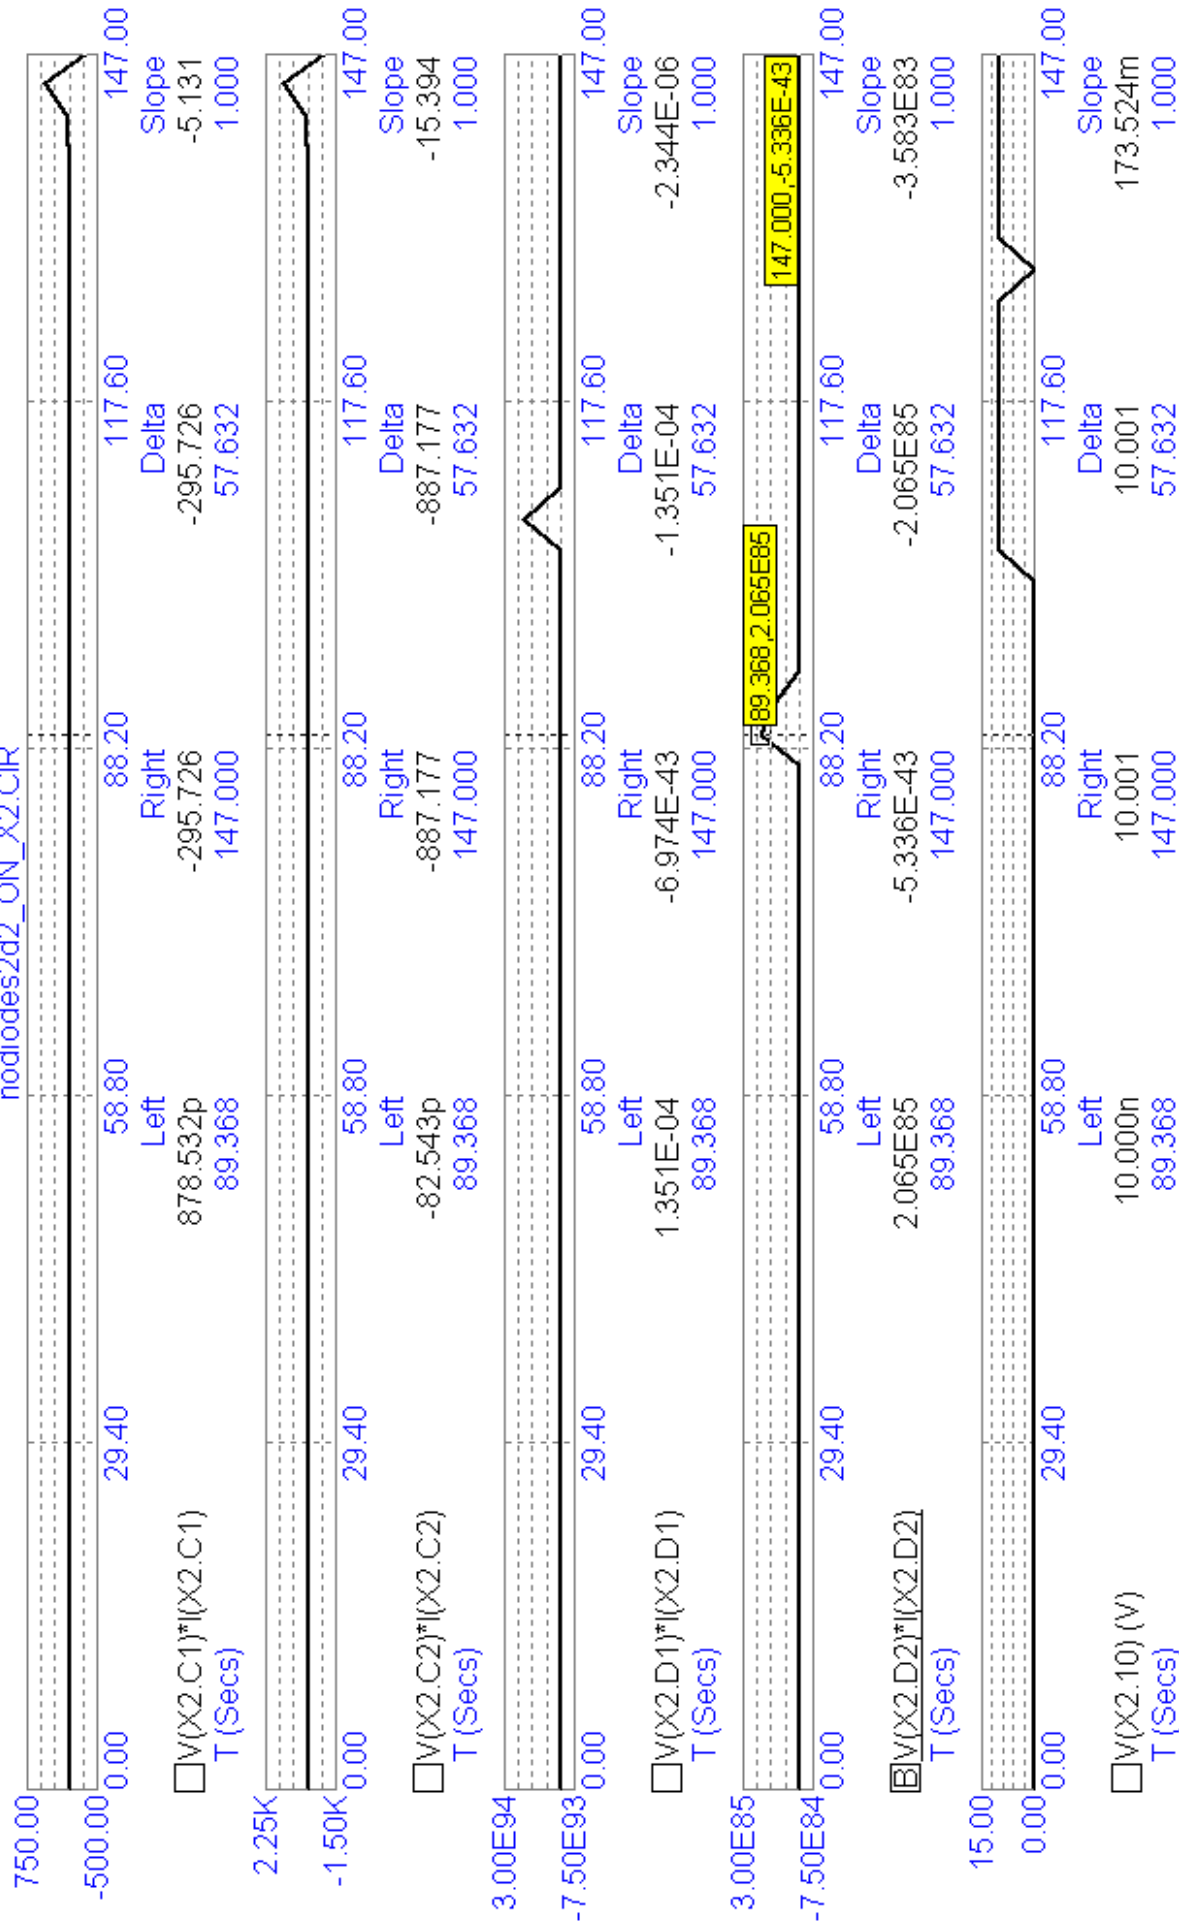 nodiodes2d2_ON_X2.CIR
750.00
-500.00
0.00 29.40 58.80 88.20 117.60 147.00
Left Right Delta Slope
V(X2.C1)*I(X2.C1) 878.532p -295.726 -295.726 -5.131
T (Secs) 89.368 147.000 57.632 1.000
2.25K
-1.50K
0.00 29.40 58.80 88.20 117.60 147.00
Left Right Delta Slope
V(X2.C2)*I(X2.C2) -82.543p -887.177 -887.177 -15.394
T (Secs) 89.368 147.000 57.632 1.000
3.00E94
-7.50E93
0.00 29.40 58.80 88.20 117.60 147.00
Left Right Delta Slope
V(X2.D1)*I(X2.D1) 1.351E-04 -6.974E-43 -1.351E-04 -2.344E-06
T (Secs) 89.368 147.000 57.632 1.000
3.00E85
89.368,2.065E85
147.000,-5.336E-43
-7.50E84
0.00 29.40 58.80 88.20 117.60 147.00
Left Right Delta Slope
B V(X2.D2)*I(X2.D2) 2.065E85 -5.336E-43 -2.065E85 -3.583E83
T (Secs) 89.368 147.000 57.632 1.000
15.00
0.00
0.00 29.40 58.80 88.20 117.60 147.00
Left Right Delta Slope
V(X2.10) (V) 10.000n 10.001 10.001 173.524m
T (Secs) 89.368 147.000 57.632 1.000